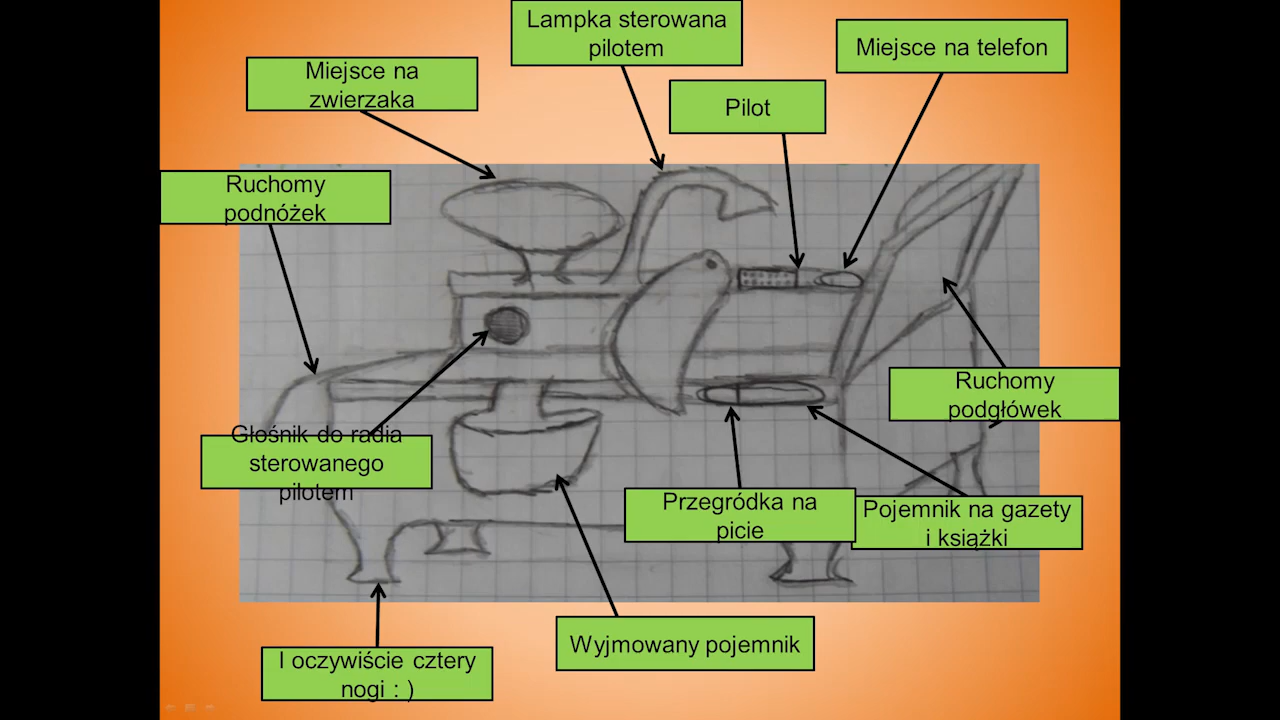 Lampka sterowana
pilotem
Miejsce na telefon
Miejsce na
zwierzaka
Pilot
Ruchomy
podnóżek
Ruchomy
podgłówek
Głośnik do radia
sterowanego
pilotem
Przegródka na
picie
Pojemnik na gazety
i książki
Wyjmowany pojemnik
I oczywiście cztery
nogi : )